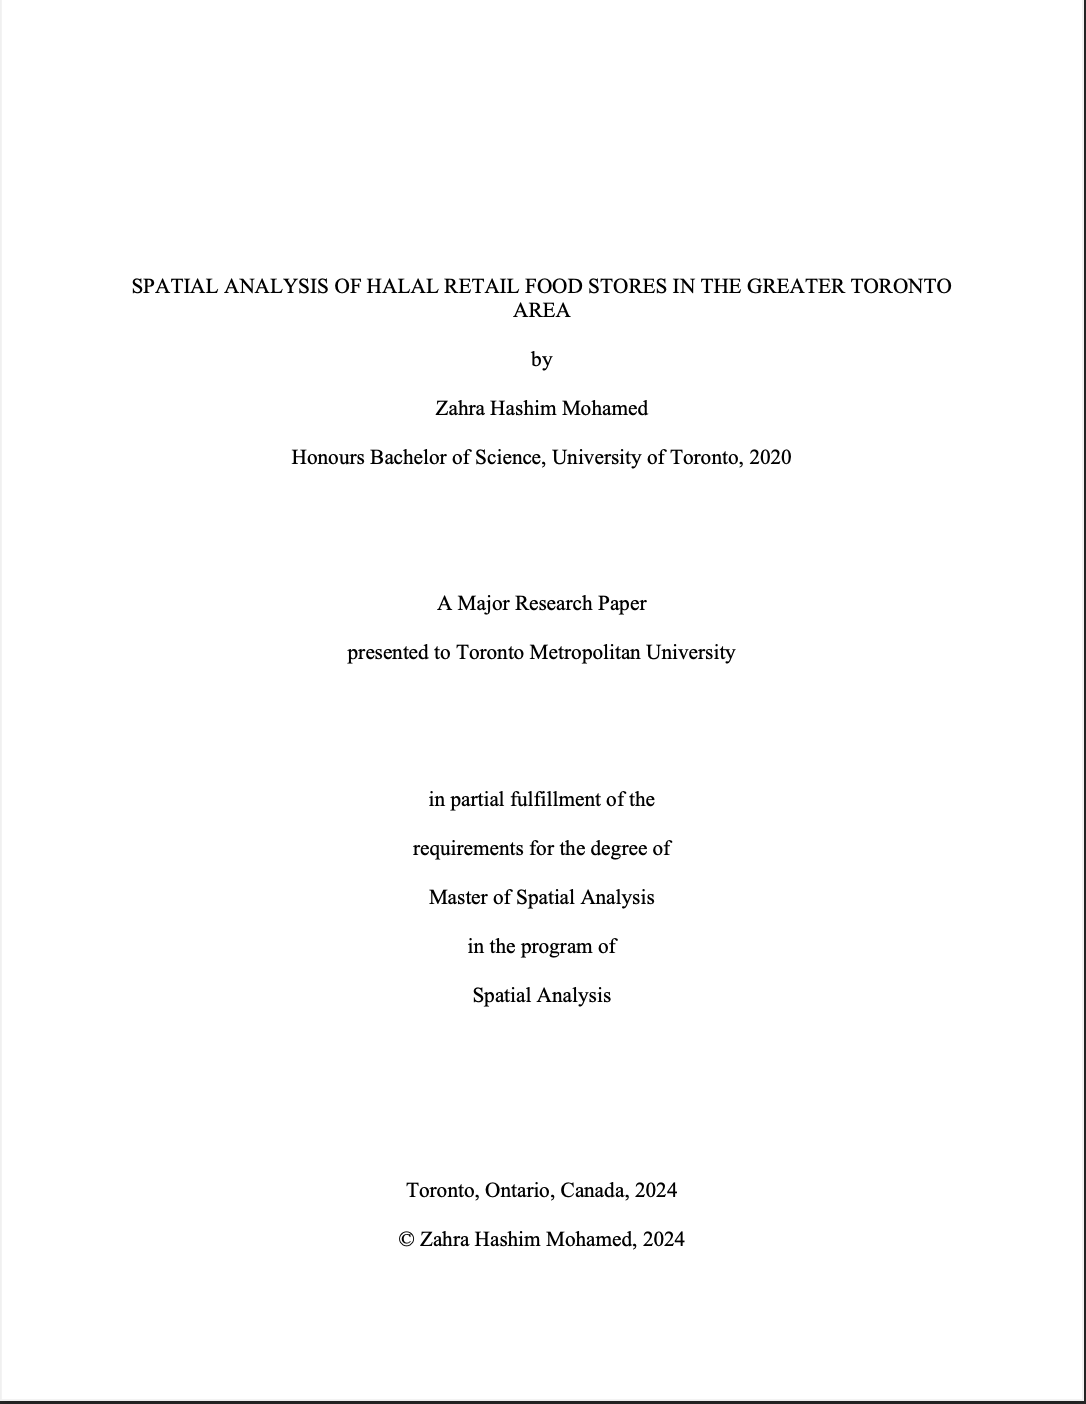 SPATIAL ANALYSIS OF HALAL RETAIL FOOD STORES IN THE GREATER TORONTO
AREA
by
Zahra Hashim Mohamed
Honours Bachelor of Science, University of Toronto, 2020
A Major Research Paper
presented to Toronto Metropolitan University
in partial fulfillment of the
requirements for the degree of
Master of Spatial Analysis
in the program of
Spatial Analysis
Toronto, Ontario, Canada, 2024
© Zahra Hashim Mohamed, 2024